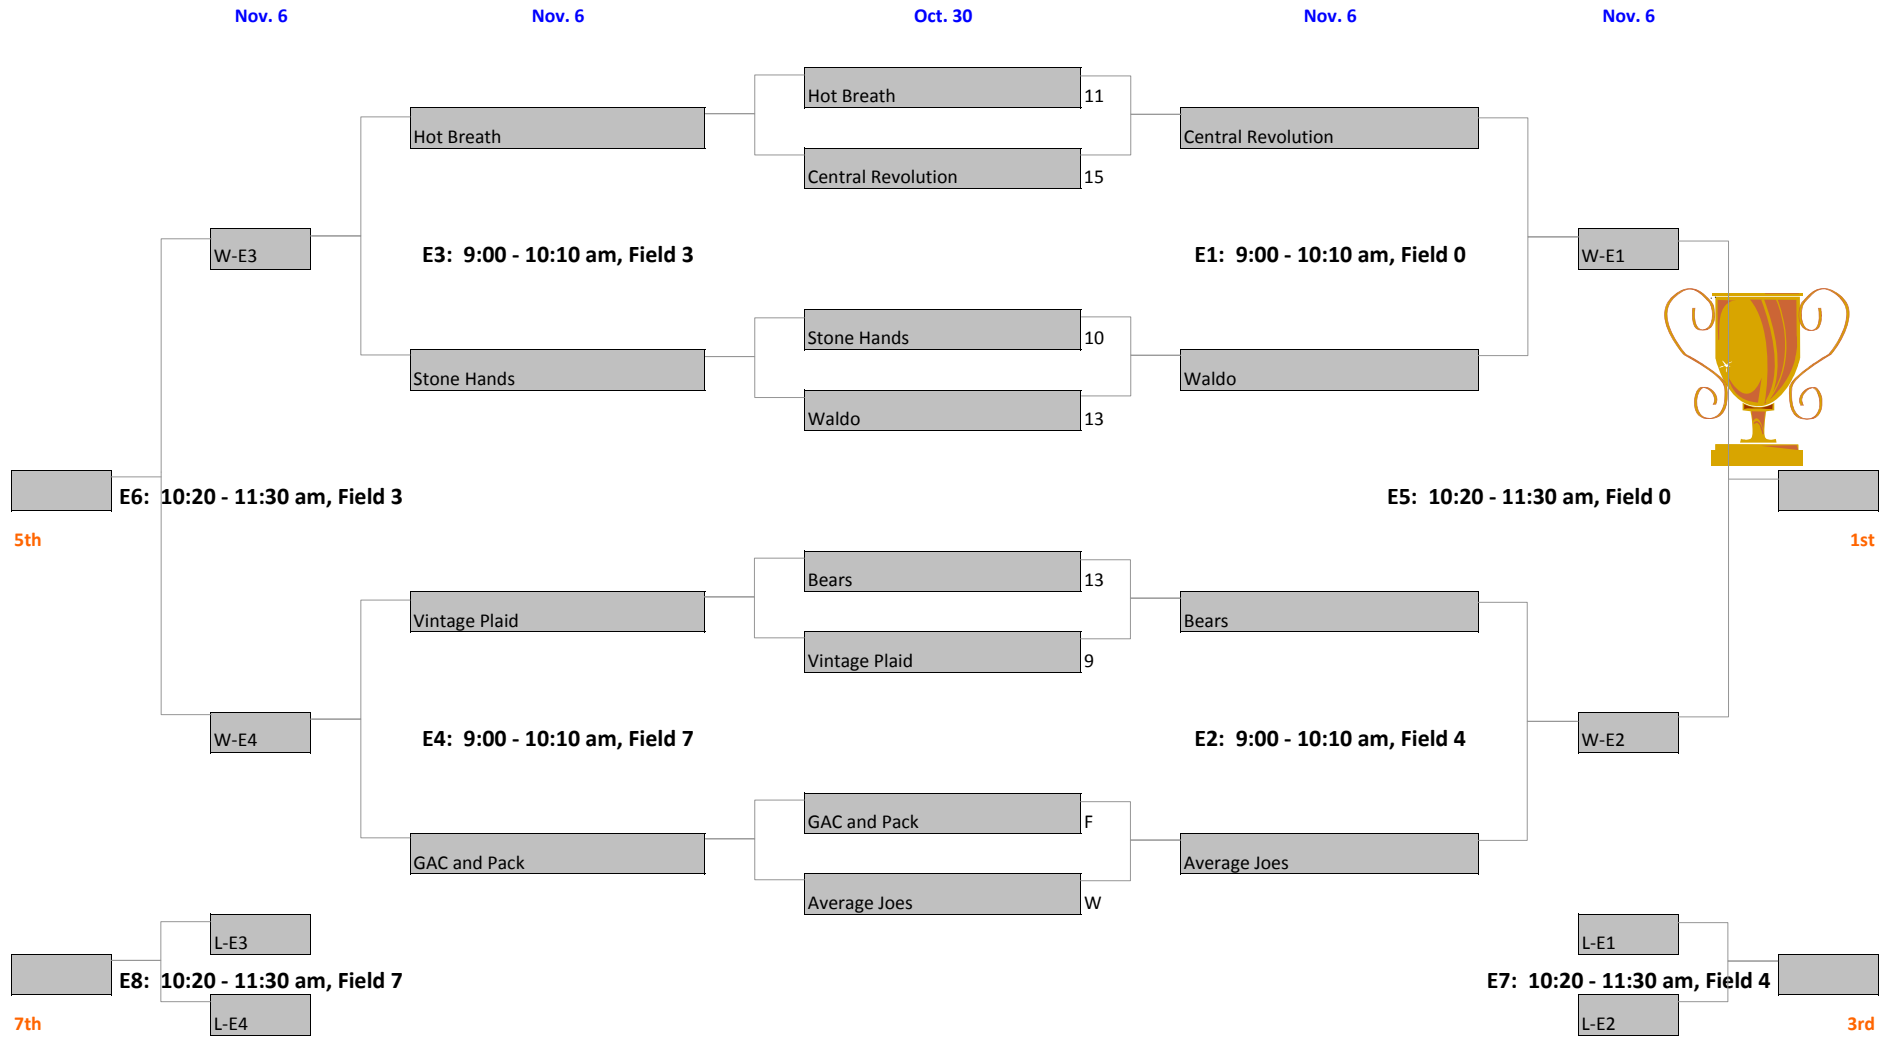 Nov. 6 Nov. 6 Oct. 30 Nov. 6 Nov. 6
Hot Breath 11
Hot Breath Central Revolution
Central Revolution 15
W-E3 E3: 9:00 - 10:10 am, Field 3 E1: 9:00 - 10:10 am, Field 0 W-E1
Stone Hands 10
Stone Hands Waldo
Waldo 13
E6: 10:20 - 11:30 am, Field 3 E5: 10:20 - 11:30 am, Field 0
5th 1st
Bears 13
Vintage Plaid Bears
Vintage Plaid 9
W-E4 E4: 9:00 - 10:10 am, Field 7 E2: 9:00 - 10:10 am, Field 4 W-E2
GAC and Pack F
GAC and Pack Average Joes
Average Joes W
L-E3 L-E1
E8: 10:20 - 11:30 am, Field 7 E7: 10:20 - 11:30 am, Field 4
7th L-E4 L-E2 3rd